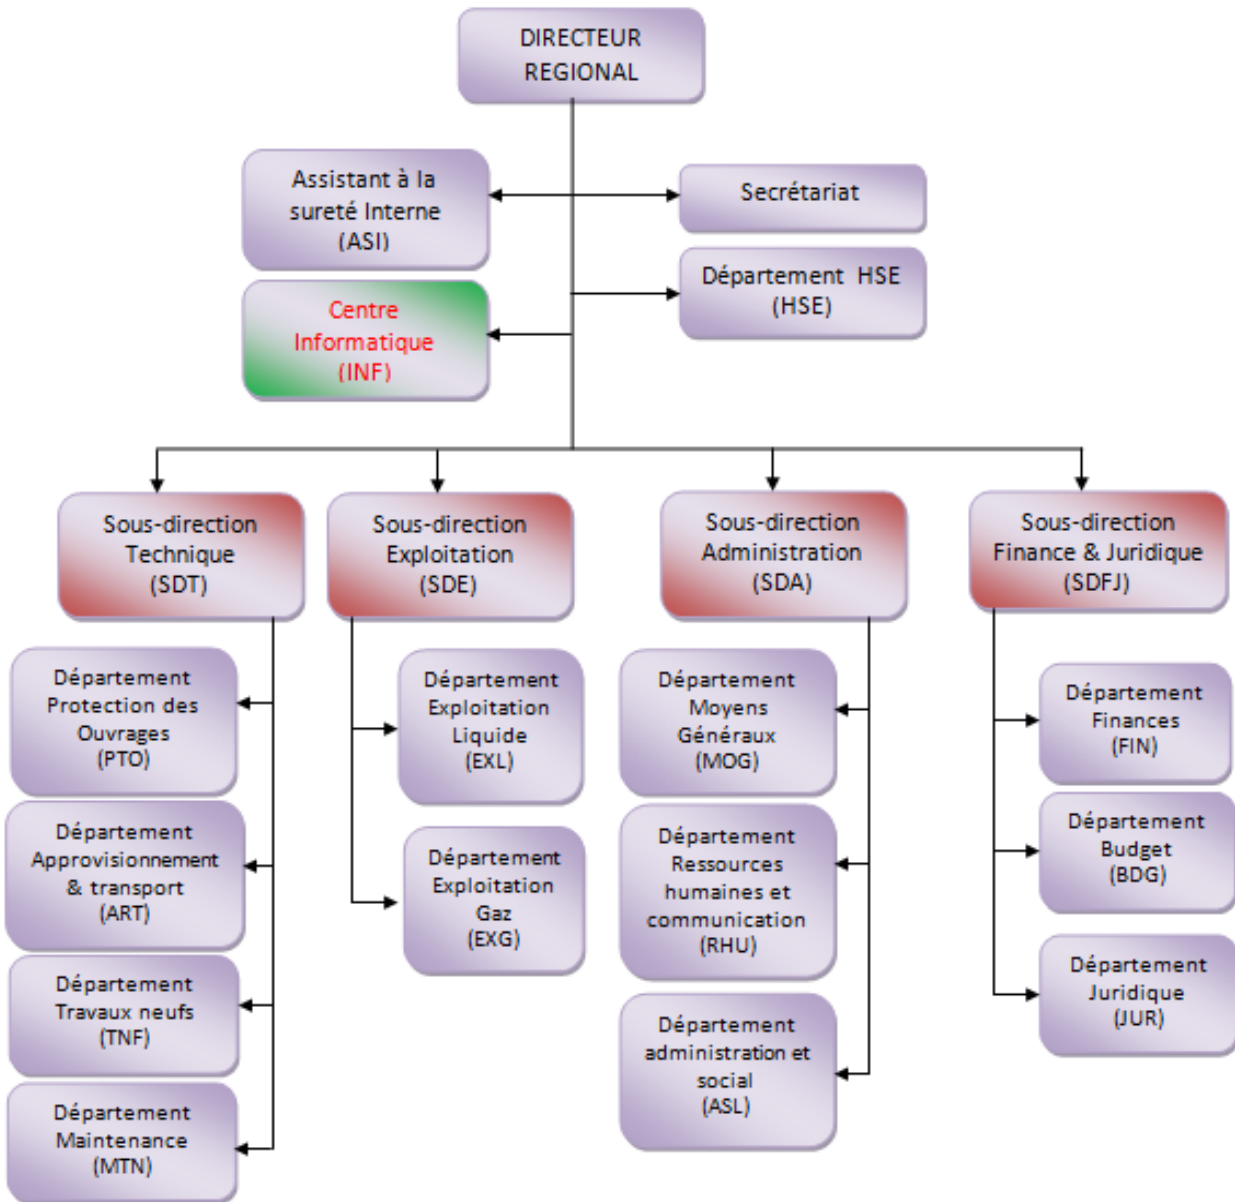 DIRECTEUR
REGIONAL
Assistant à la
sureté Interne
(ASI)
Secrétariat
Département HSE
(HSE)
Centre
Informatique
(INF)
Sous-direction
Technique
(SDT)
Sous-direction
Exploitation
(SDE)
Sous-direction
Administration
(SDA)
Sous-direction
Finance & Juridique
(SDFJ)
Département
Protection des
Ouvrages
(PTO)
Département
Approvisionnement
& transport
(ART)
Département
Travaux neufs
(TNF)
Département
Maintenance
(MTN)
Département
Exploitation
Liquide
(EXL)
Département
Exploitation
Gaz
(EXG)
Département
Moyens
Généraux
(MOG)
Département
Ressources
humaines et
communication
(RHU)
Département
administration et
social
(ASL)
Département
Finances
(FIN)
Département
Budget
(BDG)
Département
Juridique
(JUR)